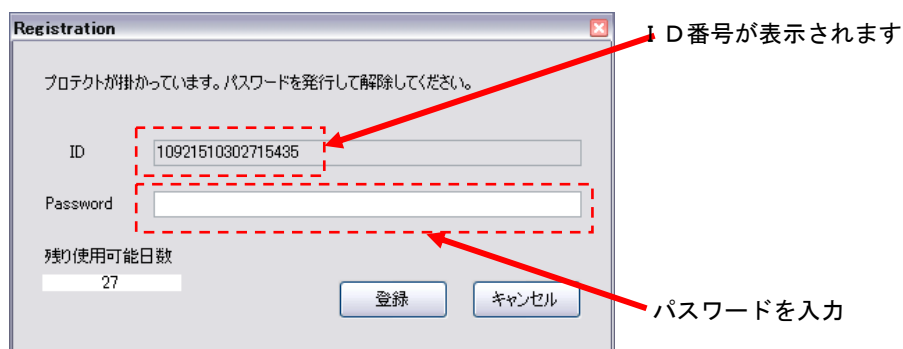 Registration
ＩＤ番号が表示されます
プロテクトが掛かっています。パスワードを発行して解除してください。
ID
10921510302715435
Password
残り使用可能日数
27
登録
キャンセル
パスワードを入力